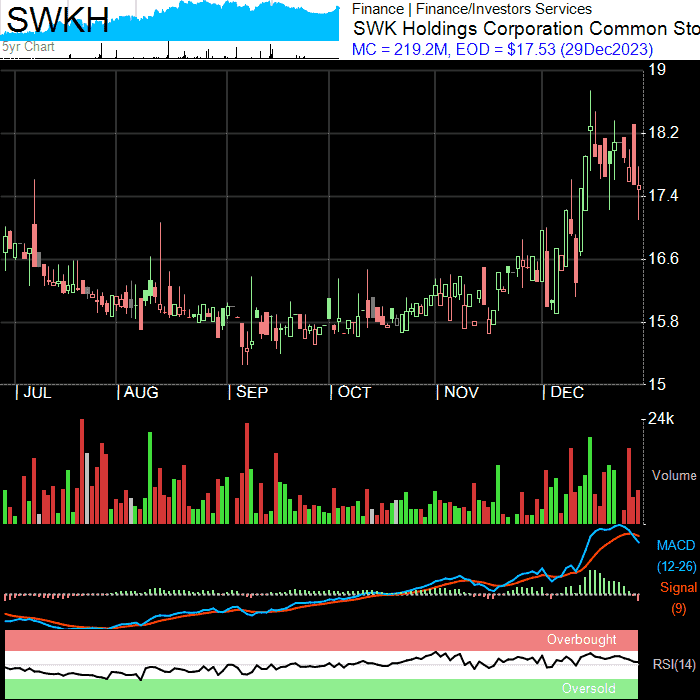 SWKH
5yr Chart
Finance | Finance/Investors Services
SWK Holdings Corporation Common Sto
MC = 219.2M, EOD = $17.53 (29Dec2023)
19
18.2
17.4
16.6
15.8
15
|JUL |AUG |SEP |OCT |NOV |DEC
24k
Volume
MACD
(12-26)
Signal
(9)
Overbought
RSI(14)
Oversold